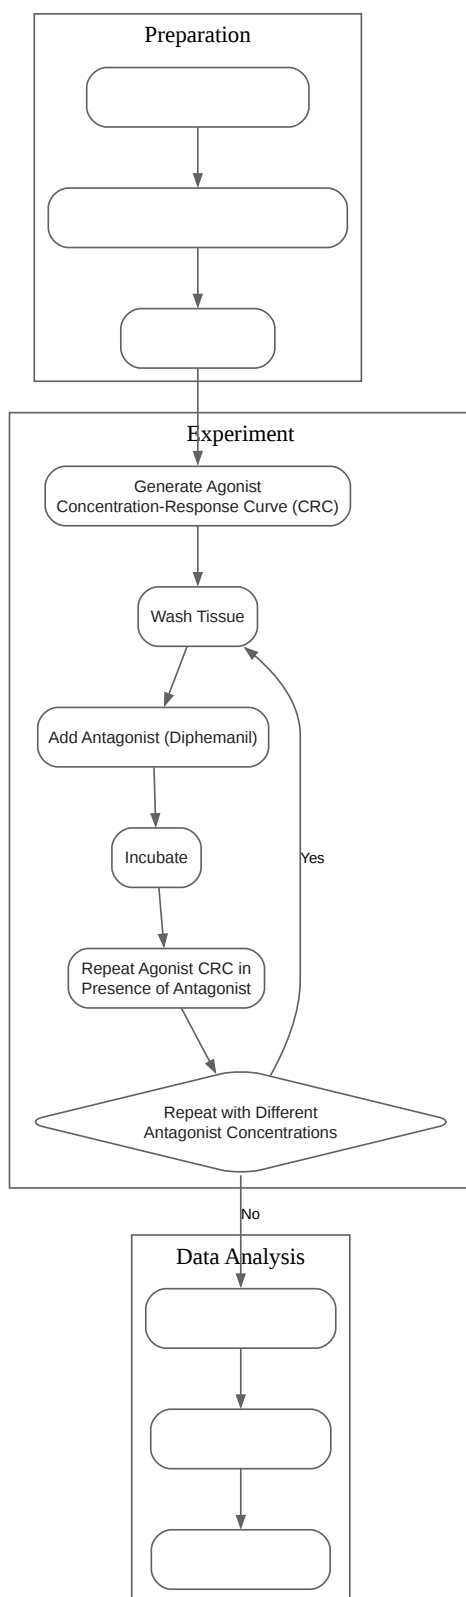 Preparation
Experiment
Generate Agonist
Concentration-Response Curve (CRC)
Wash Tissue
Add Antagonist (Diphemanil)
Incubate
Yes
Repeat Agonist CRC in
Presence of Antagonist
Repeat with Different
Antagonist Concentrations
No
Data Analysis